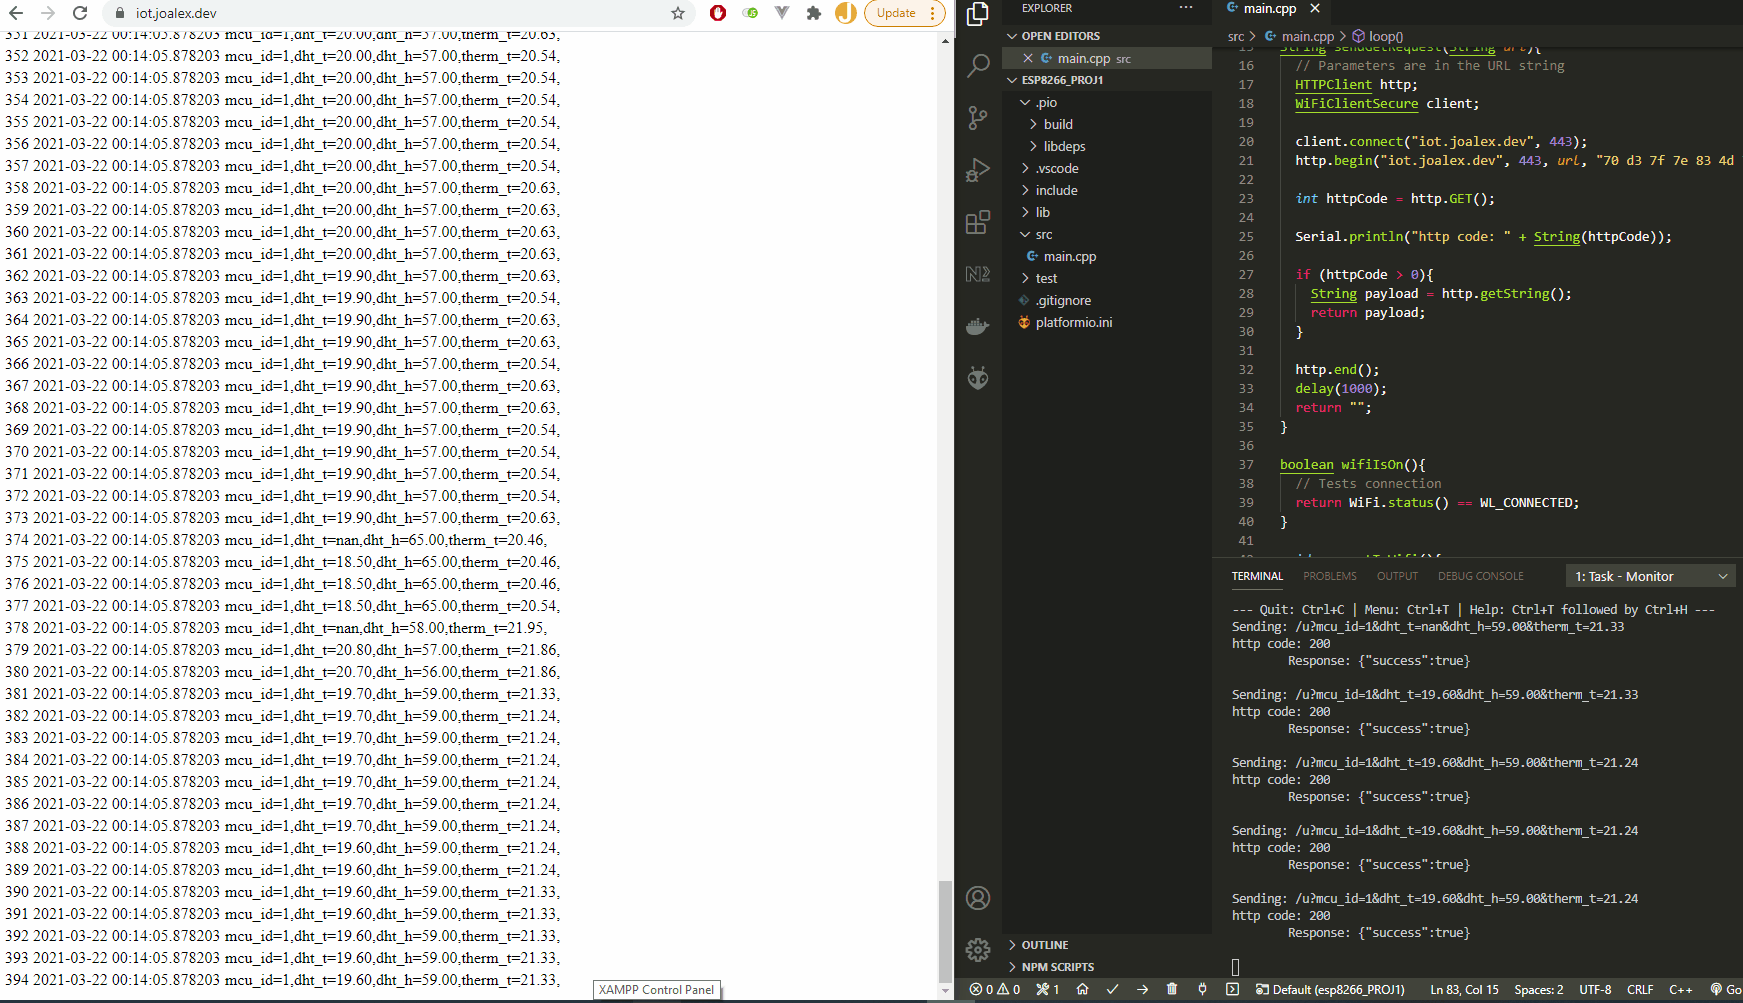 iot.joalex.dev
Update
351 2021-03-22 00:14:05.878203 mcu_id=1,dht_t=20.00,dht_h=57.00,therm_t=20.63,
352 2021-03-22 00:14:05.878203 mcu_id=1,dht_t=20.00,dht_h=57.00,therm_t=20.54,
353 2021-03-22 00:14:05.878203 mcu_id=1,dht_t=20.00,dht_h=57.00,therm_t=20.54,
354 2021-03-22 00:14:05.878203 mcu_id=1,dht_t=20.00,dht_h=57.00,therm_t=20.54,
355 2021-03-22 00:14:05.878203 mcu_id=1,dht_t=20.00,dht_h=57.00,therm_t=20.54,
356 2021-03-22 00:14:05.878203 mcu_id=1,dht_t=20.00,dht_h=57.00,therm_t=20.54,
357 2021-03-22 00:14:05.878203 mcu_id=1,dht_t=20.00,dht_h=57.00,therm_t=20.54,
358 2021-03-22 00:14:05.878203 mcu_id=1,dht_t=20.00,dht_h=57.00,therm_t=20.63,
359 2021-03-22 00:14:05.878203 mcu_id=1,dht_t=20.00,dht_h=57.00,therm_t=20.63,
360 2021-03-22 00:14:05.878203 mcu_id=1,dht_t=20.00,dht_h=57.00,therm_t=20.63,
361 2021-03-22 00:14:05.878203 mcu_id=1,dht_t=20.00,dht_h=57.00,therm_t=20.63,
362 2021-03-22 00:14:05.878203 mcu_id=1,dht_t=19.90,dht_h=57.00,therm_t=20.63,
363 2021-03-22 00:14:05.878203 mcu_id=1,dht_t=19.90,dht_h=57.00,therm_t=20.54,
364 2021-03-22 00:14:05.878203 mcu_id=1,dht_t=19.90,dht_h=57.00,therm_t=20.63,
365 2021-03-22 00:14:05.878203 mcu_id=1,dht_t=19.90,dht_h=57.00,therm_t=20.63,
366 2021-03-22 00:14:05.878203 mcu_id=1,dht_t=19.90,dht_h=57.00,therm_t=20.54,
367 2021-03-22 00:14:05.878203 mcu_id=1,dht_t=19.90,dht_h=57.00,therm_t=20.63,
368 2021-03-22 00:14:05.878203 mcu_id=1,dht_t=19.90,dht_h=57.00,therm_t=20.63,
369 2021-03-22 00:14:05.878203 mcu_id=1,dht_t=19.90,dht_h=57.00,therm_t=20.54,
370 2021-03-22 00:14:05.878203 mcu_id=1,dht_t=19.90,dht_h=57.00,therm_t=20.54,
371 2021-03-22 00:14:05.878203 mcu_id=1,dht_t=19.90,dht_h=57.00,therm_t=20.54,
372 2021-03-22 00:14:05.878203 mcu_id=1,dht_t=19.90,dht_h=57.00,therm_t=20.54,
373 2021-03-22 00:14:05.878203 mcu_id=1,dht_t=19.90,dht_h=57.00,therm_t=20.63,
374 2021-03-22 00:14:05.878203 mcu_id=1,dht_t=nan,dht_h=65.00,therm_t=20.46,
375 2021-03-22 00:14:05.878203 mcu_id=1,dht_t=18.50,dht_h=65.00,therm_t=20.46,
376 2021-03-22 00:14:05.878203 mcu_id=1,dht_t=18.50,dht_h=65.00,therm_t=20.46,
377 2021-03-22 00:14:05.878203 mcu_id=1,dht_t=18.50,dht_h=65.00,therm_t=20.54,
378 2021-03-22 00:14:05.878203 mcu_id=1,dht_t=nan,dht_h=58.00,therm_t=21.95,
379 2021-03-22 00:14:05.878203 mcu_id=1,dht_t=20.80,dht_h=57.00,therm_t=21.86,
380 2021-03-22 00:14:05.878203 mcu_id=1,dht_t=20.70,dht_h=56.00,therm_t=21.86,
381 2021-03-22 00:14:05.878203 mcu_id=1,dht_t=19.70,dht_h=59.00,therm_t=21.33,
382 2021-03-22 00:14:05.878203 mcu_id=1,dht_t=19.70,dht_h=59.00,therm_t=21.24,
383 2021-03-22 00:14:05.878203 mcu_id=1,dht_t=19.70,dht_h=59.00,therm_t=21.24,
384 2021-03-22 00:14:05.878203 mcu_id=1,dht_t=19.70,dht_h=59.00,therm_t=21.24,
385 2021-03-22 00:14:05.878203 mcu_id=1,dht_t=19.70,dht_h=59.00,therm_t=21.24,
386 2021-03-22 00:14:05.878203 mcu_id=1,dht_t=19.70,dht_h=59.00,therm_t=21.24,
387 2021-03-22 00:14:05.878203 mcu_id=1,dht_t=19.70,dht_h=59.00,therm_t=21.24,
388 2021-03-22 00:14:05.878203 mcu_id=1,dht_t=19.60,dht_h=59.00,therm_t=21.24,
389 2021-03-22 00:14:05.878203 mcu_id=1,dht_t=19.60,dht_h=59.00,therm_t=21.24,
390 2021-03-22 00:14:05.878203 mcu_id=1,dht_t=19.60,dht_h=59.00,therm_t=21.33,
391 2021-03-22 00:14:05.878203 mcu_id=1,dht_t=19.60,dht_h=59.00,therm_t=21.33,
392 2021-03-22 00:14:05.878203 mcu_id=1,dht_t=19.60,dht_h=59.00,therm_t=21.33,
393 2021-03-22 00:14:05.878203 mcu_id=1,dht_t=19.60,dht_h=59.00,therm_t=21.33,
394 2021-03-22 00:14:05.878203 mcu_id=1,dht_t=19.60,dht_h=59.00,therm_t=21.33,
XAMPP Control Panel
EXPLORER
OPEN EDITORS
main.cpp src
ESP8266_PROJ1
.pio
build
libdeps
.vscode
include
lib
src
main.cpp
test
.gitignore
platformio.ini
OUTLINE
NPM SCRIPTS
main.cpp
src > main.cpp > loop()
15 String sendGetRequest(String url){
16 // Parameters are in the URL string
17 HTTPClient http;
18 WiFiClientSecure client;
19
20 client.connect("iot.joalex.dev", 443);
21 http.begin("iot.joalex.dev", 443, url, "70 d3 7f 7e 83 4d
22
23 int httpCode = http.GET();
24
25 Serial.println("http code: " + String(httpCode));
26
27 if (httpCode > 0){
28 String payload = http.getString();
29 return payload;
30 }
31
32 http.end();
33 delay(1000);
34 return "";
35 }
36
37 boolean wifiIsOn(){
38 // Tests connection
39 return WiFi.status() == WL_CONNECTED;
40 }
41
TERMINAL PROBLEMS OUTPUT DEBUG CONSOLE 1: Task - Monitor
--- Quit: Ctrl+C | Menu: Ctrl+T | Help: Ctrl+T followed by Ctrl+H ---
Sending: /u?mcu_id=1&dht_t=nan&dht_h=59.00&therm_t=21.33
http code: 200
Response: {"success":true}
Sending: /u?mcu_id=1&dht_t=19.60&dht_h=59.00&therm_t=21.33
http code: 200
Response: {"success":true}
Sending: /u?mcu_id=1&dht_t=19.60&dht_h=59.00&therm_t=21.24
http code: 200
Response: {"success":true}
Sending: /u?mcu_id=1&dht_t=19.60&dht_h=59.00&therm_t=21.24
http code: 200
Response: {"success":true}
Sending: /u?mcu_id=1&dht_t=19.60&dht_h=59.00&therm_t=21.24
http code: 200
Response: {"success":true}
0 0 1 Default (esp8266_PROJ1) Ln 83, Col 15 Spaces: 2 UTF-8 CRLF C++ Go